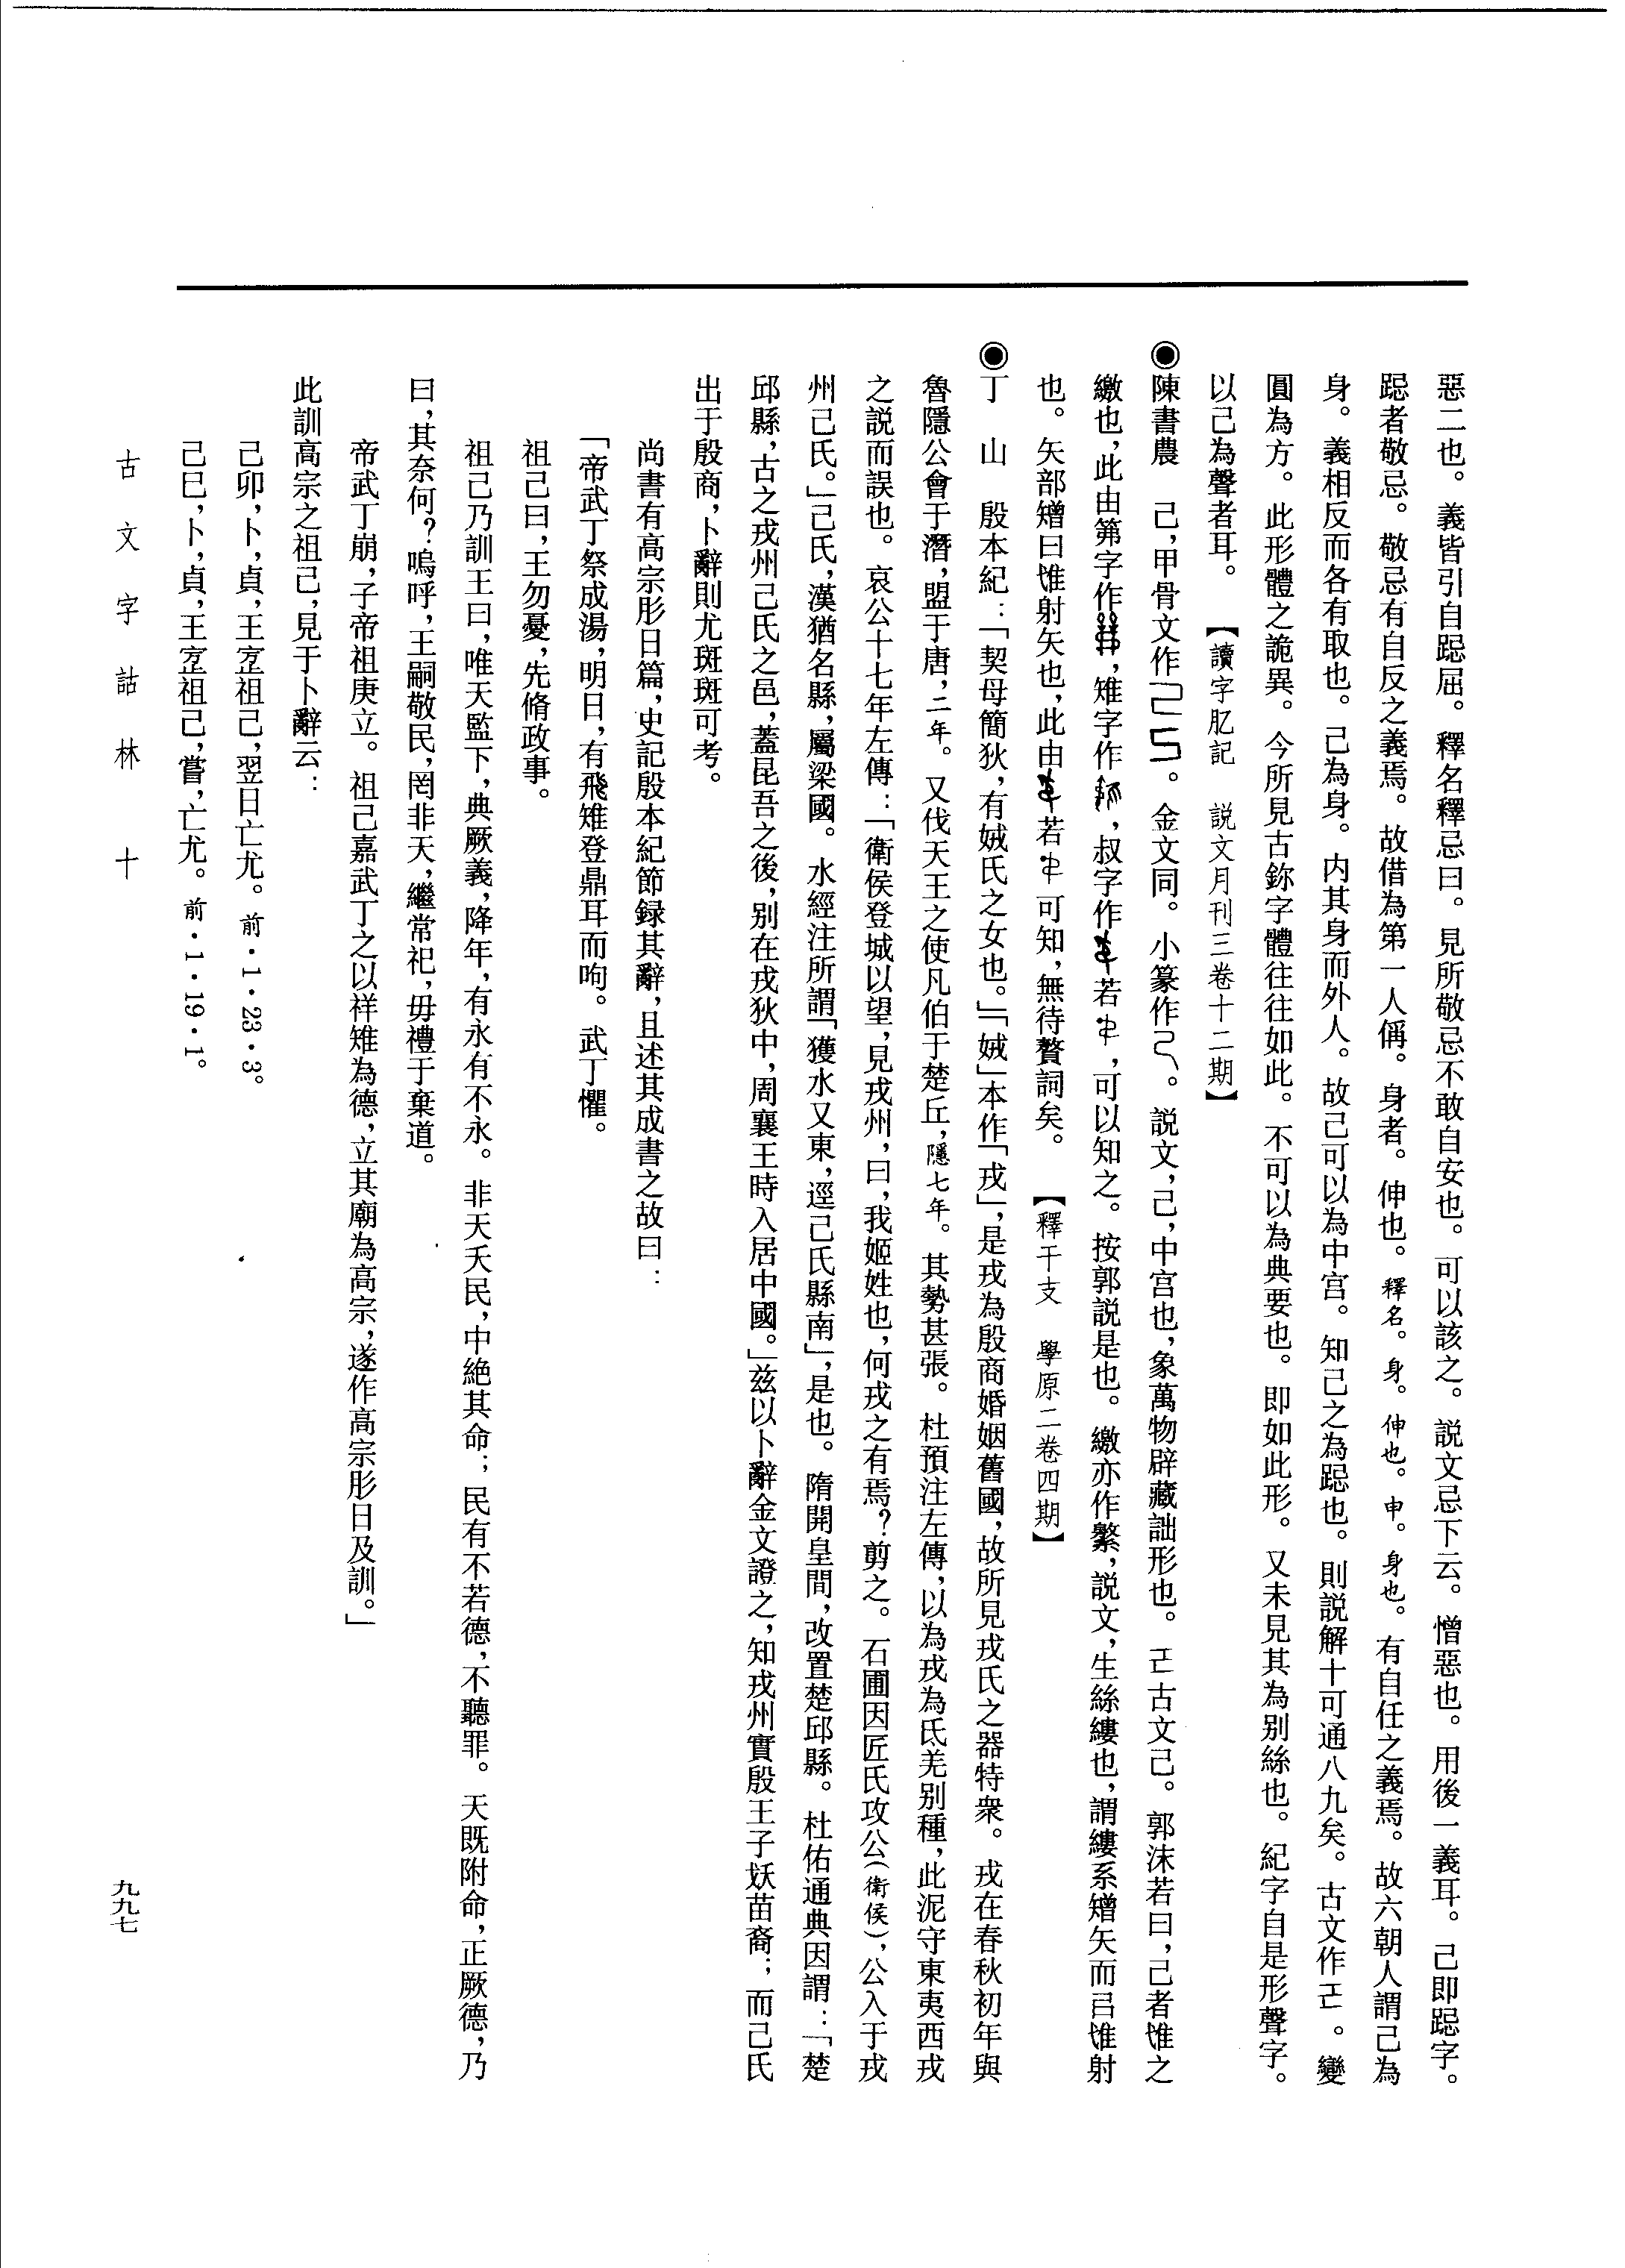 惡二也。義皆引自跽屈。釋名釋忌曰。見所敬忌不敢自安也。可以該之。説文忌下云。憎惡也。用後一義耳。己即跽字。
跽者敬忌。敬忌有自反之義焉。故借為第一人偁。身者。伸也。釋名。身。伸也。申。身也。有自任之義焉。故六朝人謂己為
身。義相反而各有取也。己為身。内其身而外人。故己可以為中宫。知己之為跽也。則説解十可通八九矣。古文作。變
圓為方。此形體之詭異。今所見古鉨字體往往如此。不可以為典要也。即如此形。又未見其為别絲也。紀字自是形聲字。
以己為聲者耳。【讀字肊記　説文月刊三卷十二期】
◉陳書農　己，甲骨文作。金文同。小篆作。説文，己，中宫也，象萬物辟藏詘形也。古文己。郭沫若曰，己者隿之
繳也，此由第字作，雉字作，叔字作若，可以知之。按郭説是也。繳亦作繁，説文，生絲縷也，謂縷系矰矢而㠯隿射
也。矢部矰曰隿射矢也，此由若可知，無待贅詞矣。【釋干支　學原二卷四期】
◉丁　山　殷本紀：「契母簡狄，有娀氏之女也。」「娀」本作「戎」，是戎為殷商婚姻舊國，故所見戎氏之器特衆。戎在春秋初年與
魯隱公會于潛，盟于唐，二年。又伐天王之使凡伯于楚丘，隱七年。其勢甚張。杜預注左傳，以為戎為氐羌别種，此泥守東夷西戎
之説而誤也。哀公十七年左傳：「衛侯登城以望，見戎州，曰，我姬姓也，何戎之有焉？剪之。石圃因匠氏攻公（衛侯），公入于戎
州己氏。」己氏，漢猶名縣，屬梁國。水經注所謂「獲水又東，逕己氏縣南」，是也。隋開皇間，改置楚邱縣。杜佑通典因謂：「楚
邱縣，古之戎州己氏之邑，蓋昆吾之後，别在戎狄中，周襄王時入居中國。」兹以卜辭金文證之，知戎州實殷王子妖苗裔；而己氏
出于殷商，卜辭則尤斑斑可考。
尚書有高宗肜日篇，史記殷本紀節録其辭，且述其成書之故曰：
「帝武丁祭成湯，明日，有飛雉登鼎耳而呴。武丁懼。
祖己曰，王勿憂，先脩政事。
祖己乃訓王曰，唯天監下，典厥義，降年，有永有不永。非天夭民，中絶其命；民有不若德，不聽罪。天既附命，正厥德，乃
曰，其奈何？嗚呼，王嗣敬民，罔非天，繼常祀，毋禮于棄道。
帝武丁崩，子帝祖庚立。祖己嘉武丁之以祥雉為德，立其廟為高宗，遂作高宗肜日及訓。」
此訓高宗之祖己，見于卜辭云：
己卯，卜，貞，王窂祖己，翌日亡尤。前·1·23·3。
己巳，卜，貞，王窂祖己，嘗，亡尤。前·1·19·1。
古文字詁林　十
九九七